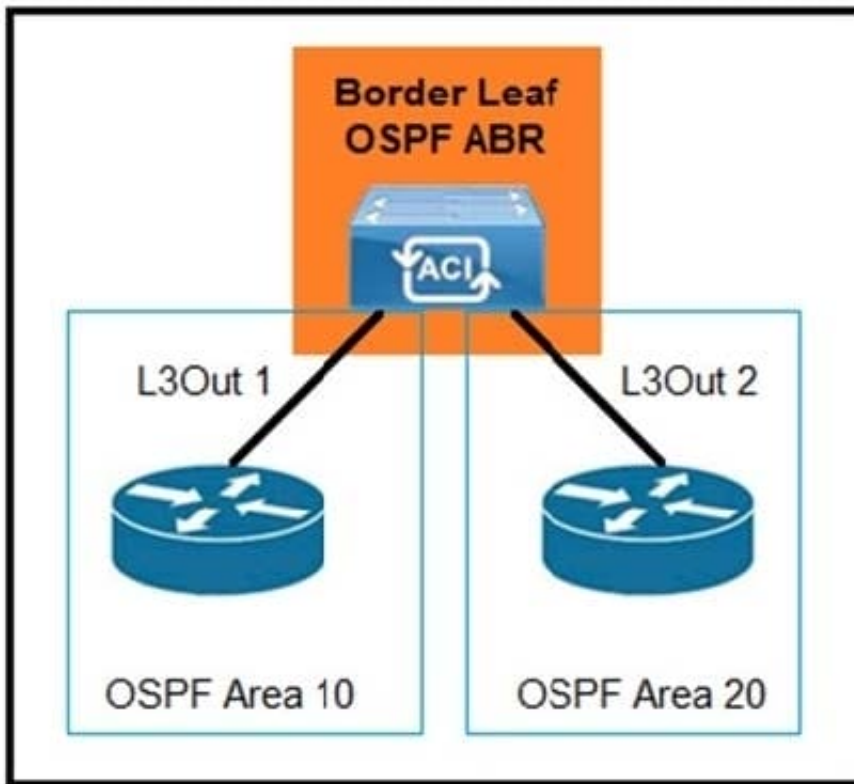 Border Leaf
OSPF ABR
ACI
L3Out 1
L3Out 2
OSPF Area 10
OSPF Area 20